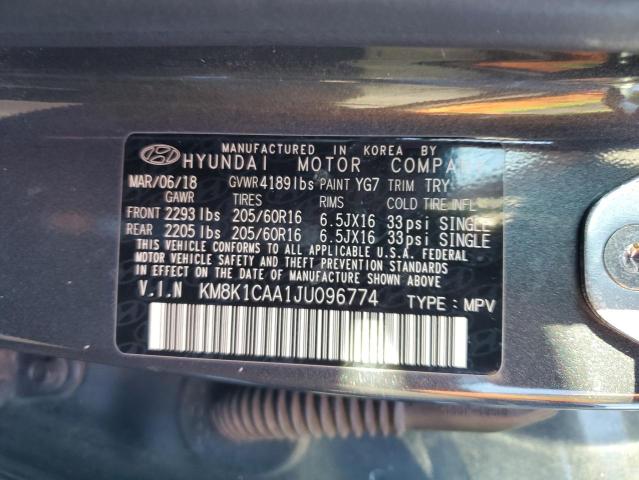 MANUFACTURED IN KOREA BY
HYUNDAI MOTOR
MAR/06/18 GVWR 4189 lbs PAINT YG7 TRIM TRY
GAWR TIRES RIMS COLD TIRE INFL
FRONT 2293 lbs 205/60R16 6.5JX16 33psi SINGLE
REAR 2205 lbs 205/60R16 6.5JX16 33psi SINGLE
THIS VEHICLE CONFORMS TO ALL APPLICABLE U.S.A. FEDERAL
MOTOR VEHICLE SAFETY AND THEFT PREVENTION STANDARDS
IN EFFECT ON THE DATE OF MANUFACTURE SHOWN ABOVE
V.I.N KM8K1CAA1JU096774 TYPE : MPV